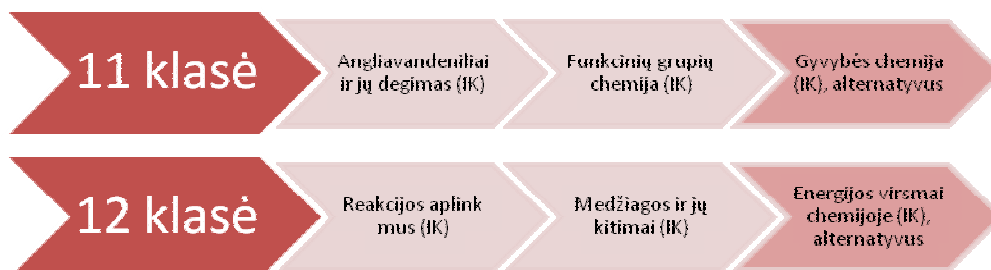 11 klasė
Angliavandeniliai
ir jų degimas (IK)
Funkcinių grupių
chemija (IK)
Gyvybės chemija
(IK), alternatyvus
12 klasė
Reakcijos aplink
mus (IK)
Medžiagos ir jų
kitimai (IK)
Energijos virsmai
chemijoje (IK),
alternatyvus